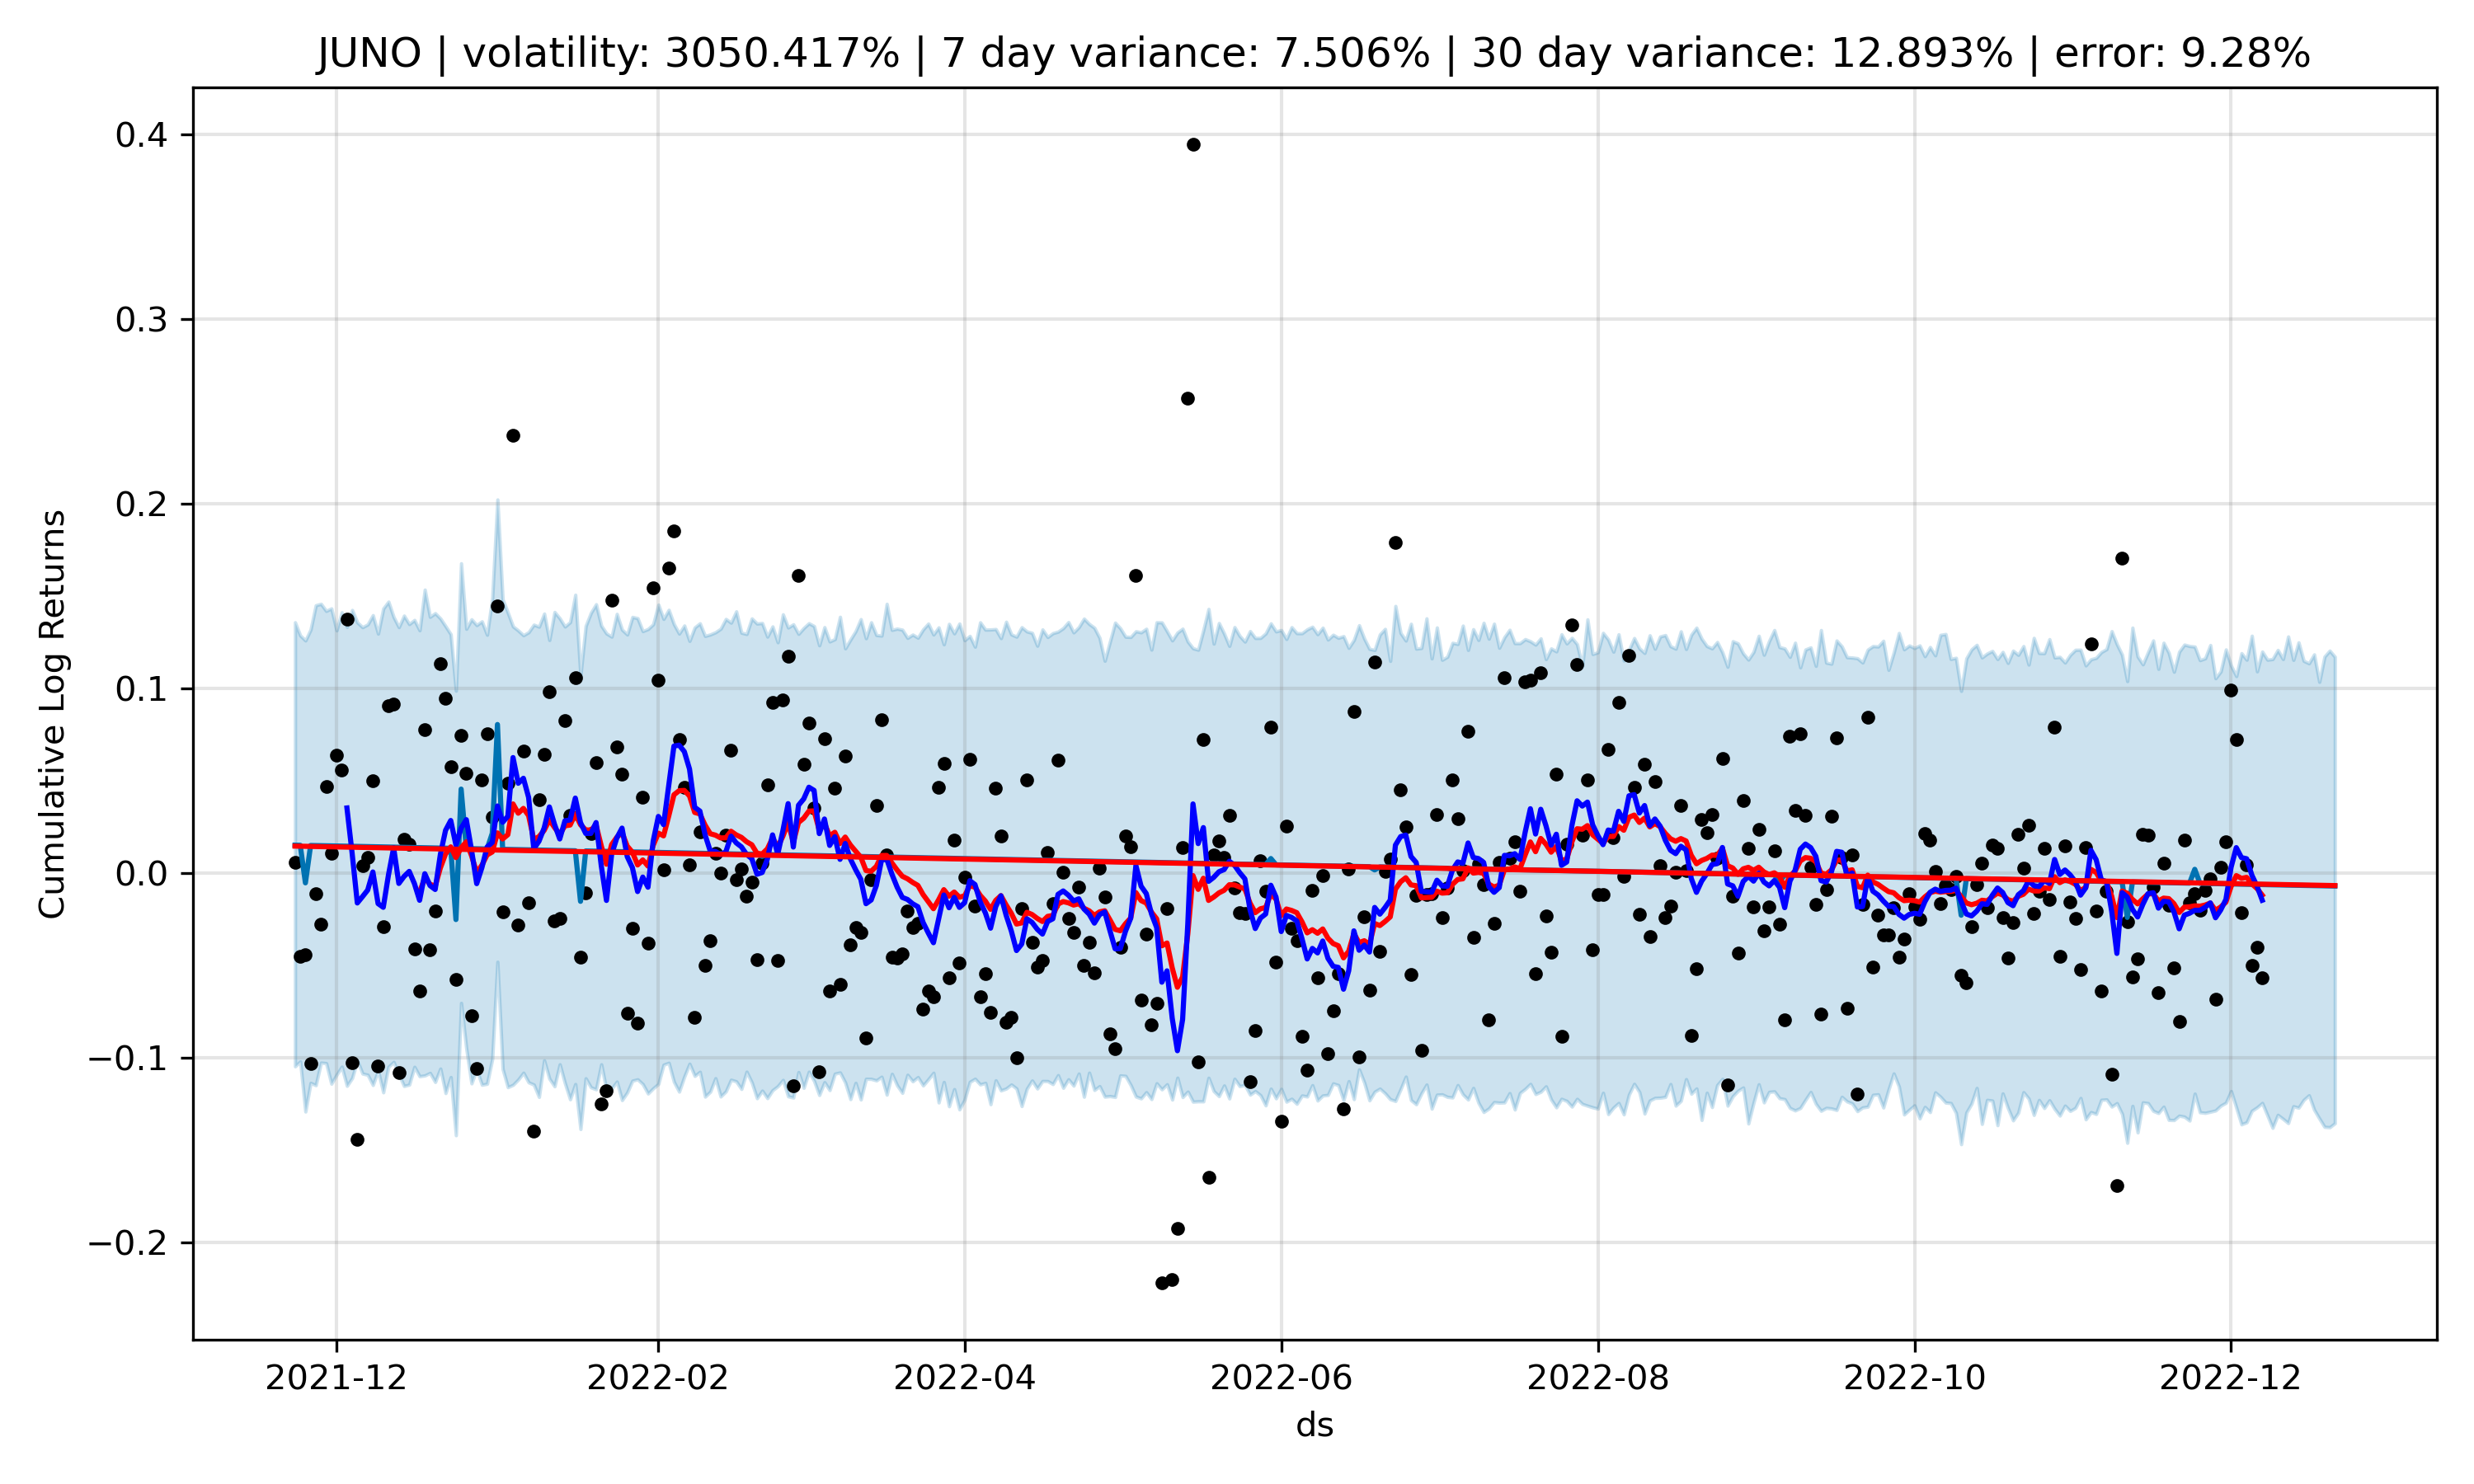 JUNO | volatility: 3050.417% | 7 day variance: 7.506% | 30 day variance: 12.893% | error: 9.28%
Cumulative Log Returns
0.4
0.3
0.2
0.1
0.0
−0.1
−0.2
2021-12 2022-02 2022-04 2022-06 2022-08 2022-10 2022-12
ds